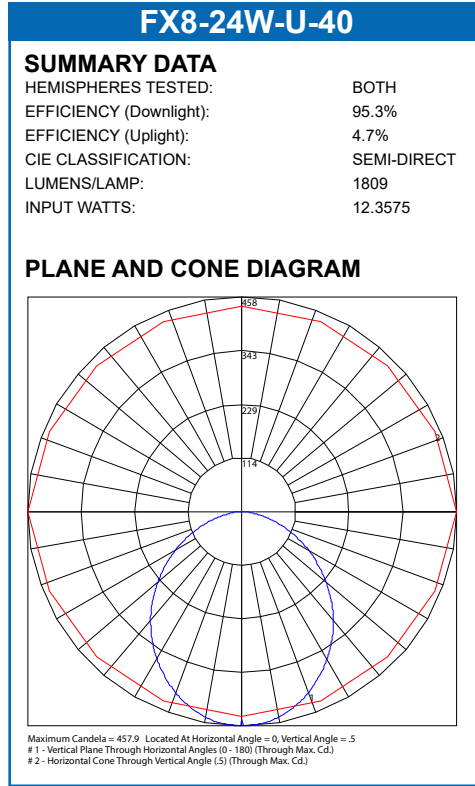 FX8-24W-U-40
SUMMARY DATA
HEMISPHERES TESTED: BOTH
EFFICIENCY (Downlight): 95.3%
EFFICIENCY (Uplight): 4.7%
CIE CLASSIFICATION: SEMI-DIRECT
LUMENS/LAMP: 1809
INPUT WATTS: 12.3575
PLANE AND CONE DIAGRAM
458
343
229
2
114
1
Maximum Candela = 457.9 Located At Horizontal Angle = 0, Vertical Angle = .5
# 1 - Vertical Plane Through Horizontal Angles (0 - 180) (Through Max. Cd.)
# 2 - Horizontal Cone Through Vertical Angle (.5) (Through Max. Cd.)